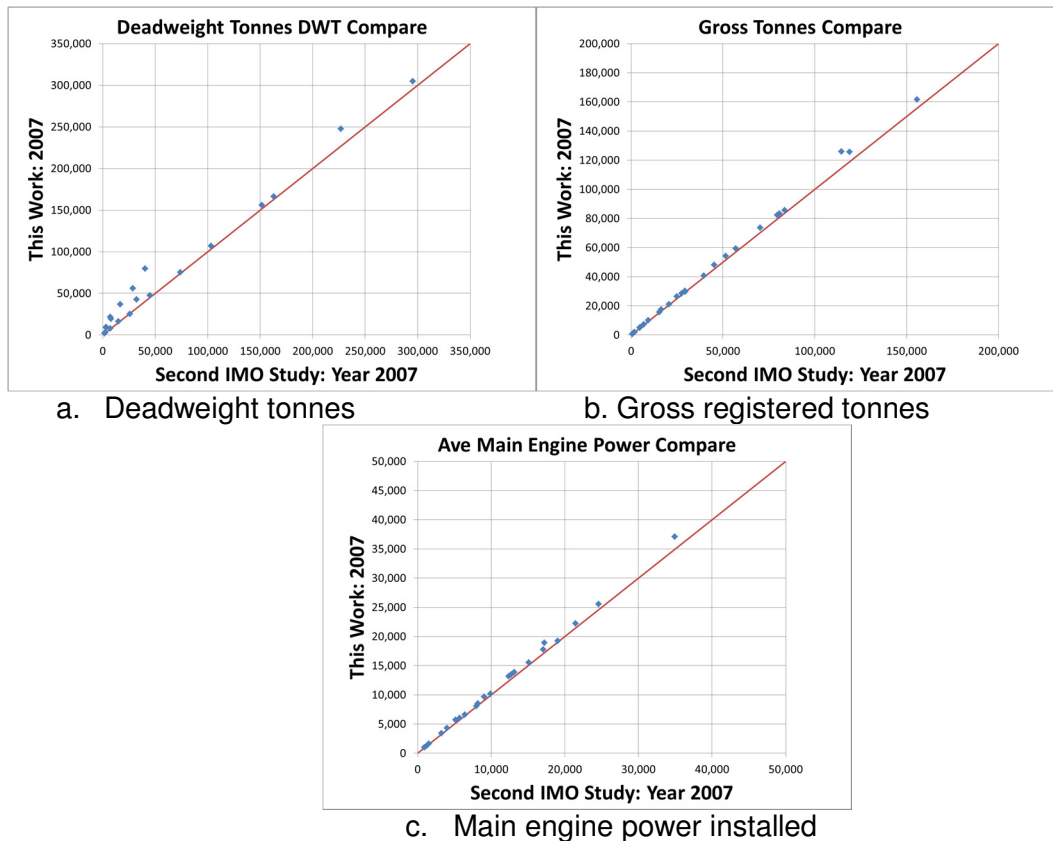 Deadweight Tonnes DWT Compare
350,000
300,000
250,000
200,000
150,000
100,000
50,000
0
This Work: 2007
0 50,000 100,000 150,000 200,000 250,000 300,000 350,000
Second IMO Study: Year 2007
a. Deadweight tonnes
Gross Tonnes Compare
200,000
180,000
160,000
140,000
120,000
100,000
80,000
60,000
40,000
20,000
0
This Work: 2007
0 50,000 100,000 150,000 200,000
Second IMO Study: Year 2007
b. Gross registered tonnes
Ave Main Engine Power Compare
50,000
45,000
40,000
35,000
30,000
25,000
20,000
15,000
10,000
5,000
0
This Work: 2007
0 10,000 20,000 30,000 40,000 50,000
Second IMO Study: Year 2007
c. Main engine power installed